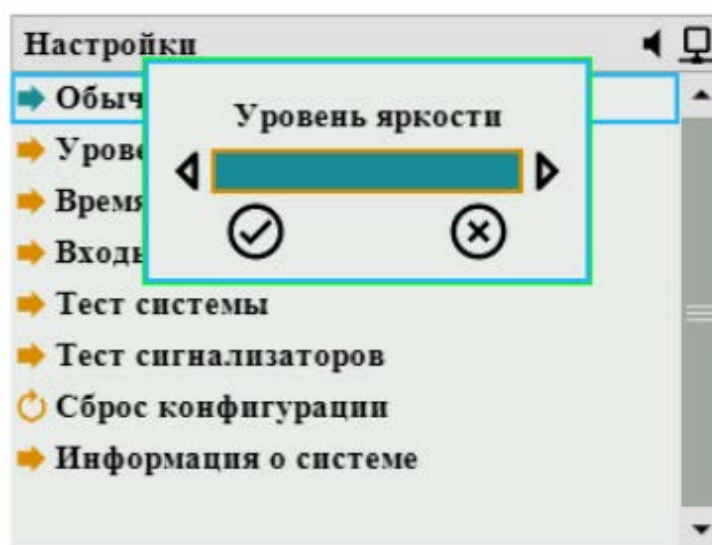 Настройки
Обыч
Уровень яркости
Урове
Время
Входы
Тест системы
Тест сигнализаторов
Сброс конфигурации
Информация о системе